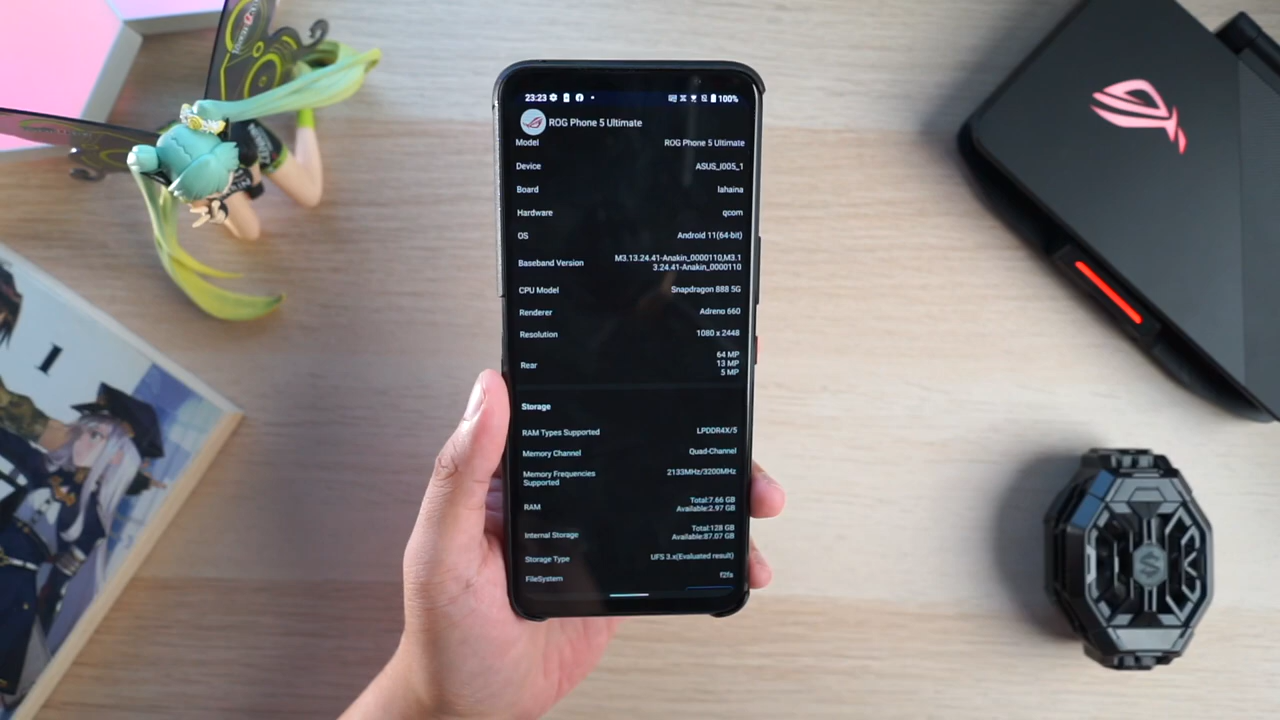 23:23 100%
ROG Phone 5 Ultimate
Model ROG Phone 5 Ultimate
Device ASUS_I005_1
Board lahaina
Hardware qcom
OS Android 11(64-bit)
Baseband Version M3.13.24.41-Anakin_0000110,M3.1
3.24.41-Anakin_0000110
CPU Model Snapdragon 888 5G
Renderer Adreno 660
Resolution 1080 x 2448
Rear 64 MP
13 MP
5 MP
Storage
RAM Types Supported LPDDR4X/5
Memory Channel Quad-Channel
Memory Frequencies Supported 2133MHz/3200MHz
RAM Total:7.66 GB
Available:2.97 GB
Internal Storage Total:128 GB
Available:87.07 GB
Storage Type UFS 3.x(Evaluated result)
FileSystem f2fs
I